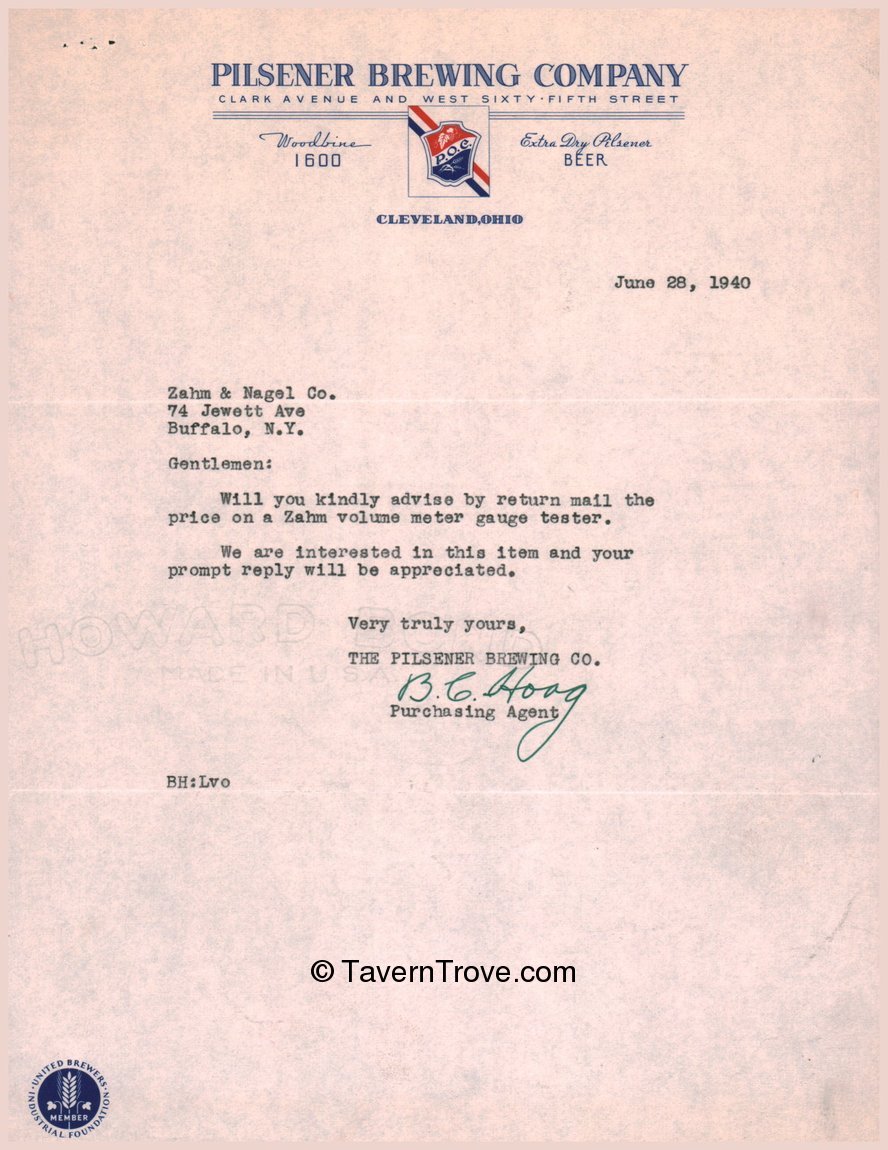 PILSENER BREWING COMPANY
CLARK AVENUE AND WEST SIXTY-FIFTH STREET
Woodbine
1600
P.O.C.
Extra Dry Pilsener
BEER
CLEVELAND, OHIO
June 28, 1940
Zahm & Nagel Co.
74 Jewett Ave
Buffalo, N.Y.
Gentlemen:
Will you kindly advise by return mail the
price on a Zahm volume meter gauge tester.
We are interested in this item and your
prompt reply will be appreciated.
HOWARD BOND
MADE IN U.S.A.
Very truly yours,
THE PILSENER BREWING CO.
B. C. Hoag
Purchasing Agent
BH:Lvo
© TavernTrove.com
UNITED BREWERS
INDUSTRIAL FOUNDATION
MEMBER